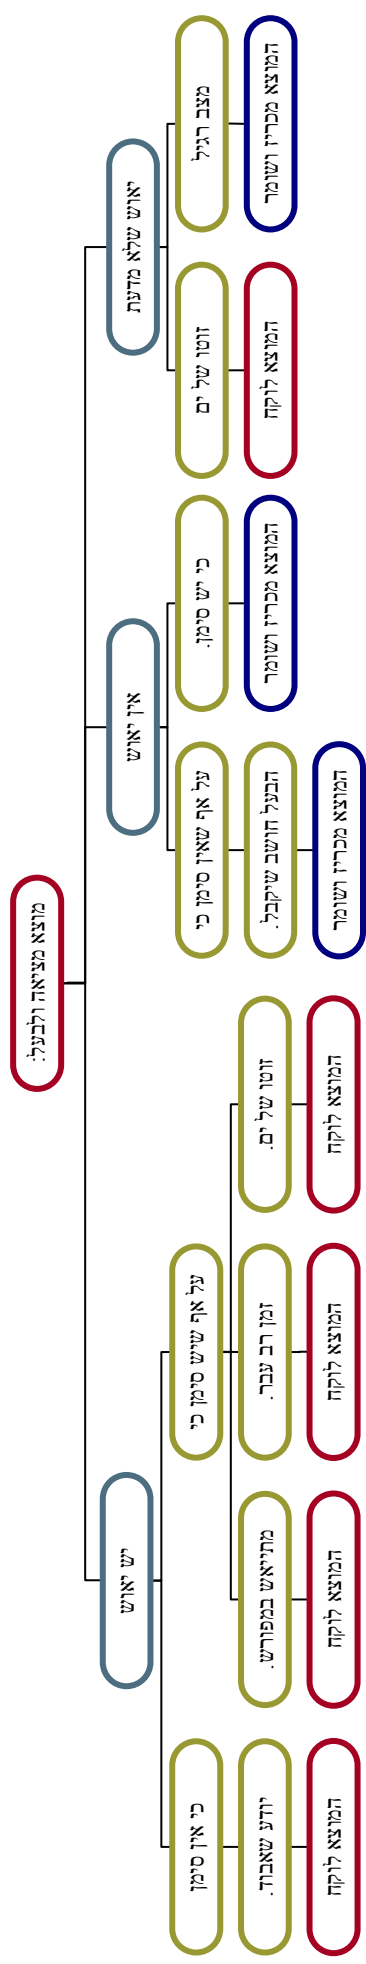 מוצא מציאה ולבעל:
יאוש שלא מדעת
מצב רגיל
המוצא מכריז ושומר
זוטו של ים
המוצא לוקח
אין יאוש
כי יש סימן.
המוצא מכריז ושומר
על אף שאין סימן כי
הבעל חושב שיקבל.
המוצא מכריז ושומר
יש יאוש
על אף שיש סימן כי
זוטו של ים.
המוצא לוקח
זמן רב עבר.
המוצא לוקח
מתייאש במפורש.
המוצא לוקח
כי אין סימן
יודע שאבוד.
המוצא לוקח